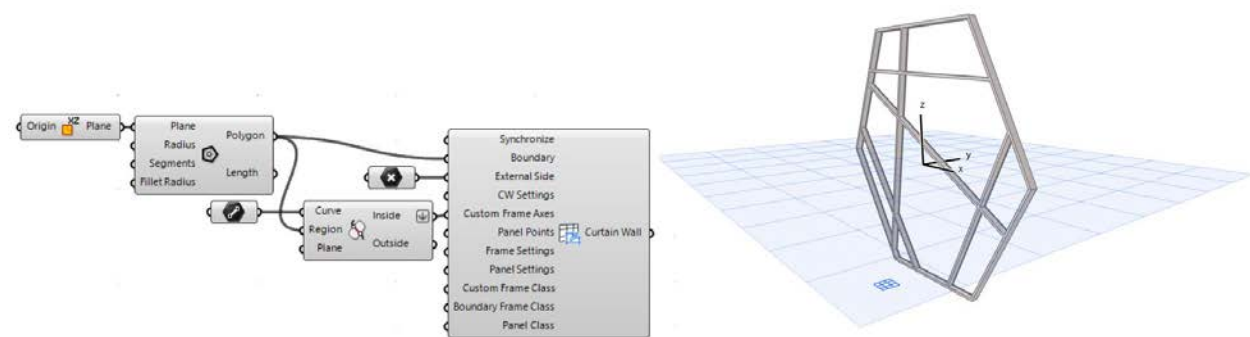 Origin
XZ
Plane
Plane
Radius
Segments
Fillet Radius
Polygon
Length
Curve
Region
Plane
Inside
Outside
Synchronize
Boundary
External Side
CW Settings
Custom Frame Axes
Panel Points
Frame Settings
Panel Settings
Custom Frame Class
Boundary Frame Class
Panel Class
Curtain Wall
z
y
x